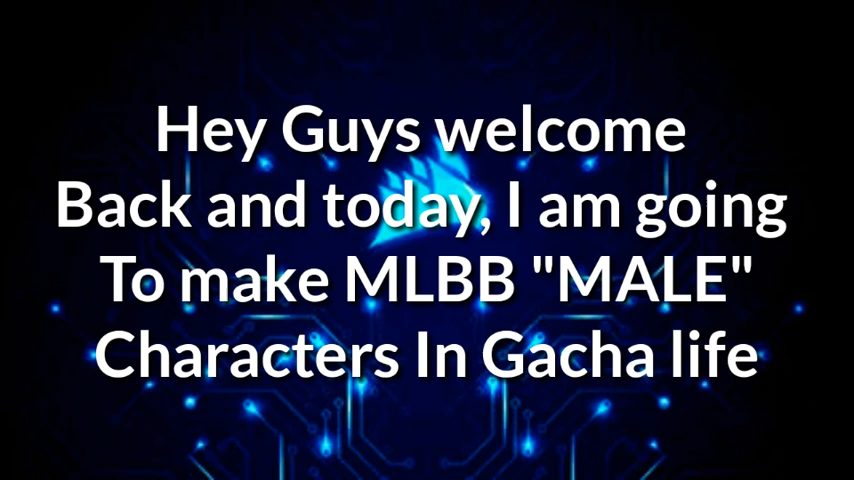 Hey Guys welcome
Back and today, I am going
To make MLBB "MALE"
Characters In Gacha life